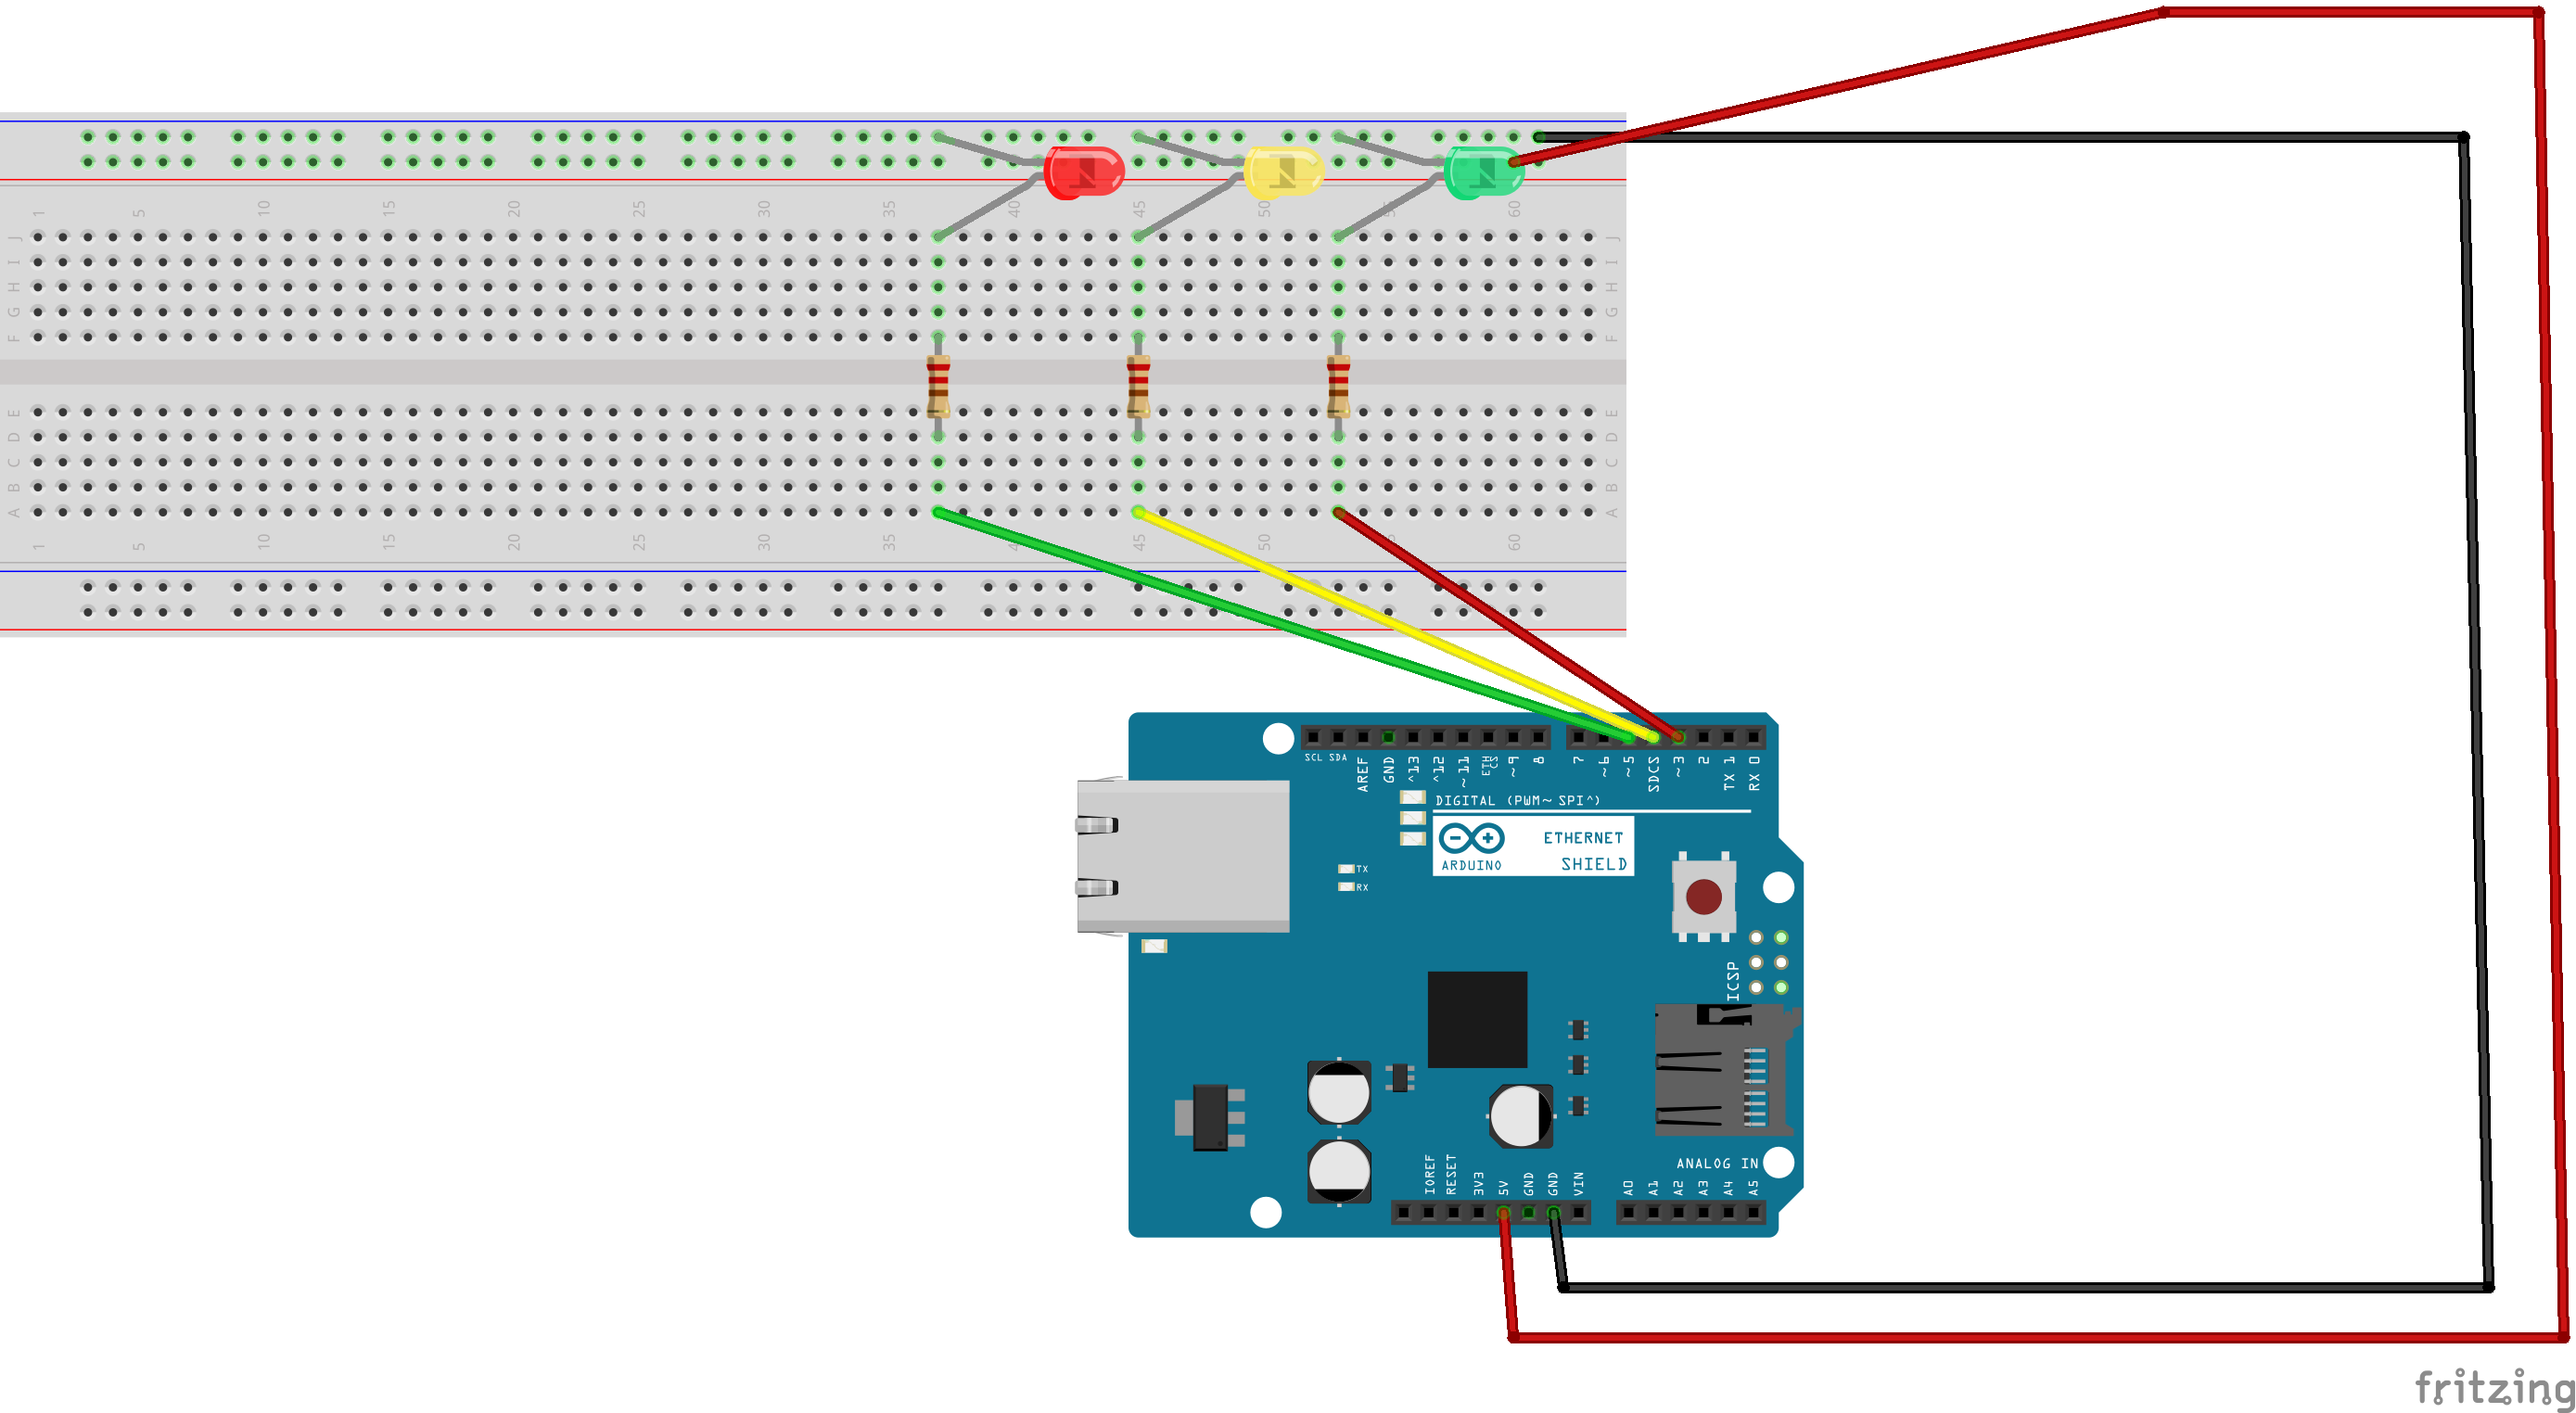 1 5 10 15 20 25 30 35 40 45 50 60
J J
I I
H H
G G
F F
E E
D D
C C
B B
A A
1 5 10 15 20 25 30 35 4 45 50 60
SCL SDA AREF GND ^13 ^12 ~11 ETH CS ~9 8 7 ~6 ~5 SDCS ~3 2 TX 1 RX 0
DIGITAL (PWM~ SPI^)
ETHERNET
SHIELD
ARDUINO
TX
RX
ICSP
ANALOG IN
IOREF RESET 3V3 5V GND GND VIN A0 A1 A2 A3 A4 A5
fritzing